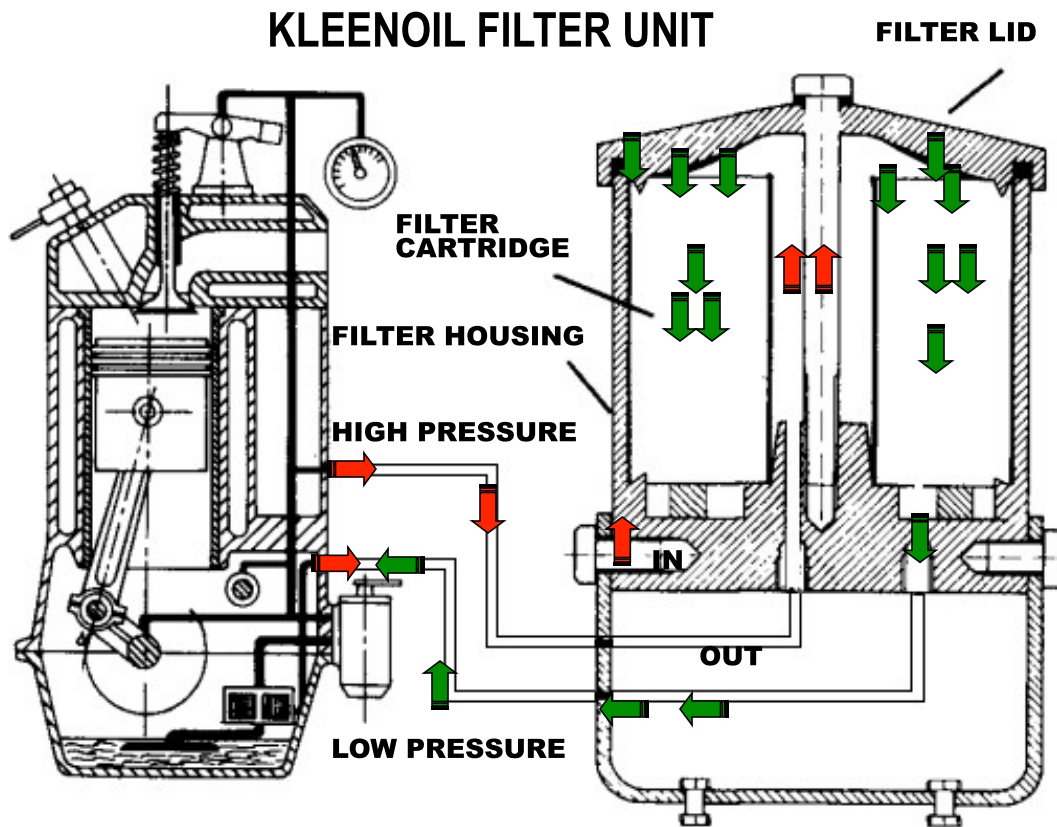 KLEENOIL FILTER UNIT
FILTER LID
FILTER
CARTRIDGE
FILTER HOUSING
HIGH PRESSURE
IN
OUT
LOW PRESSURE